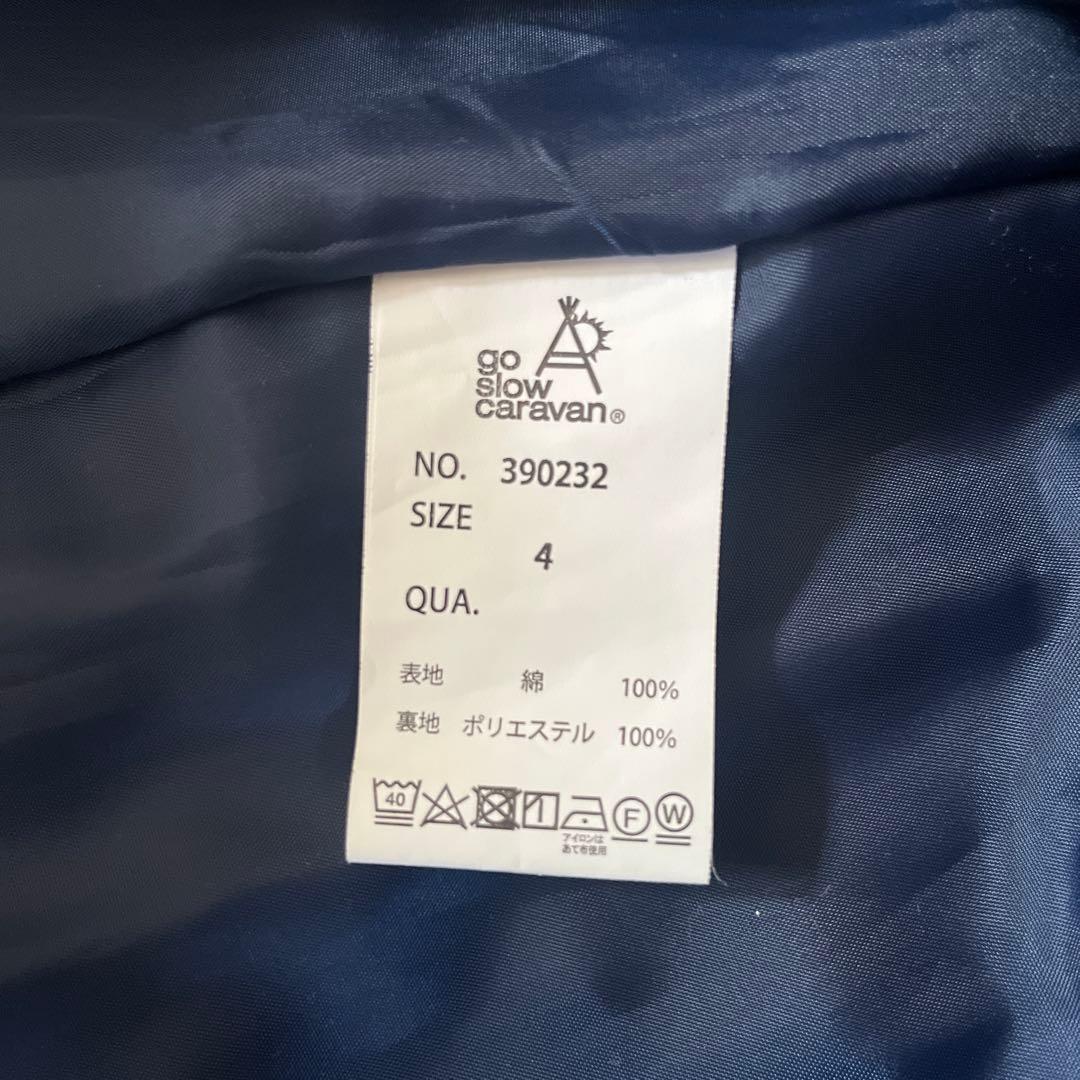 go
slow
caravan®
NO. 390232
SIZE
4
QUA.
表地 綿 100%
裏地 ポリエステル 100%
40 F W
アイロンは
あて布使用